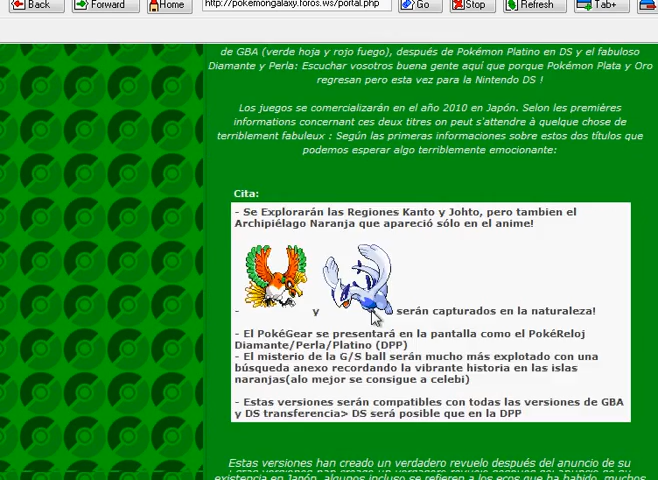 Back Forward Home http://pokemongalaxy.foros.ws/portal.php Go Stop Refresh Tab+
de GBA (verde hoja y rojo fuego), después de Pokémon Platino en DS y el fabuloso
Diamante y Perla: Escuchar vosotros buena gente aquí que porque Pokémon Plata y Oro
regresan pero esta vez para la Nintendo DS !
Los juegos se comercializarán en el año 2010 en Japón. Selon les premières
informations concernant ces deux titres on peut s'attendre à quelque chose de
terriblement fabuleux : Según las primeras informaciones sobre estos dos títulos que
podemos esperar algo terriblemente emocionante:
Cita:
- Se Explorarán las Regiones Kanto y Johto, pero tambien el
Archipiélago Naranja que apareció sólo en el anime!
- y serán capturados en la naturaleza!
- El PokéGear se presentará en la pantalla como el PokéReloj
Diamante/Perla/Platino (DPP)
- El misterio de la G/S ball serán mucho más explotado con una
búsqueda anexo recordando la vibrante historia en las islas
naranjas(alo mejor se consigue a celebi)
- Estas versiones serán compatibles con todas las versiones de GBA
y DS transferencia> DS será posible que en la DPP
Estas versiones han creado un verdadero revuelo después del anuncio de su
existencia en Japón, algunos incluso se refieren a los ecos que ha habido, muchos